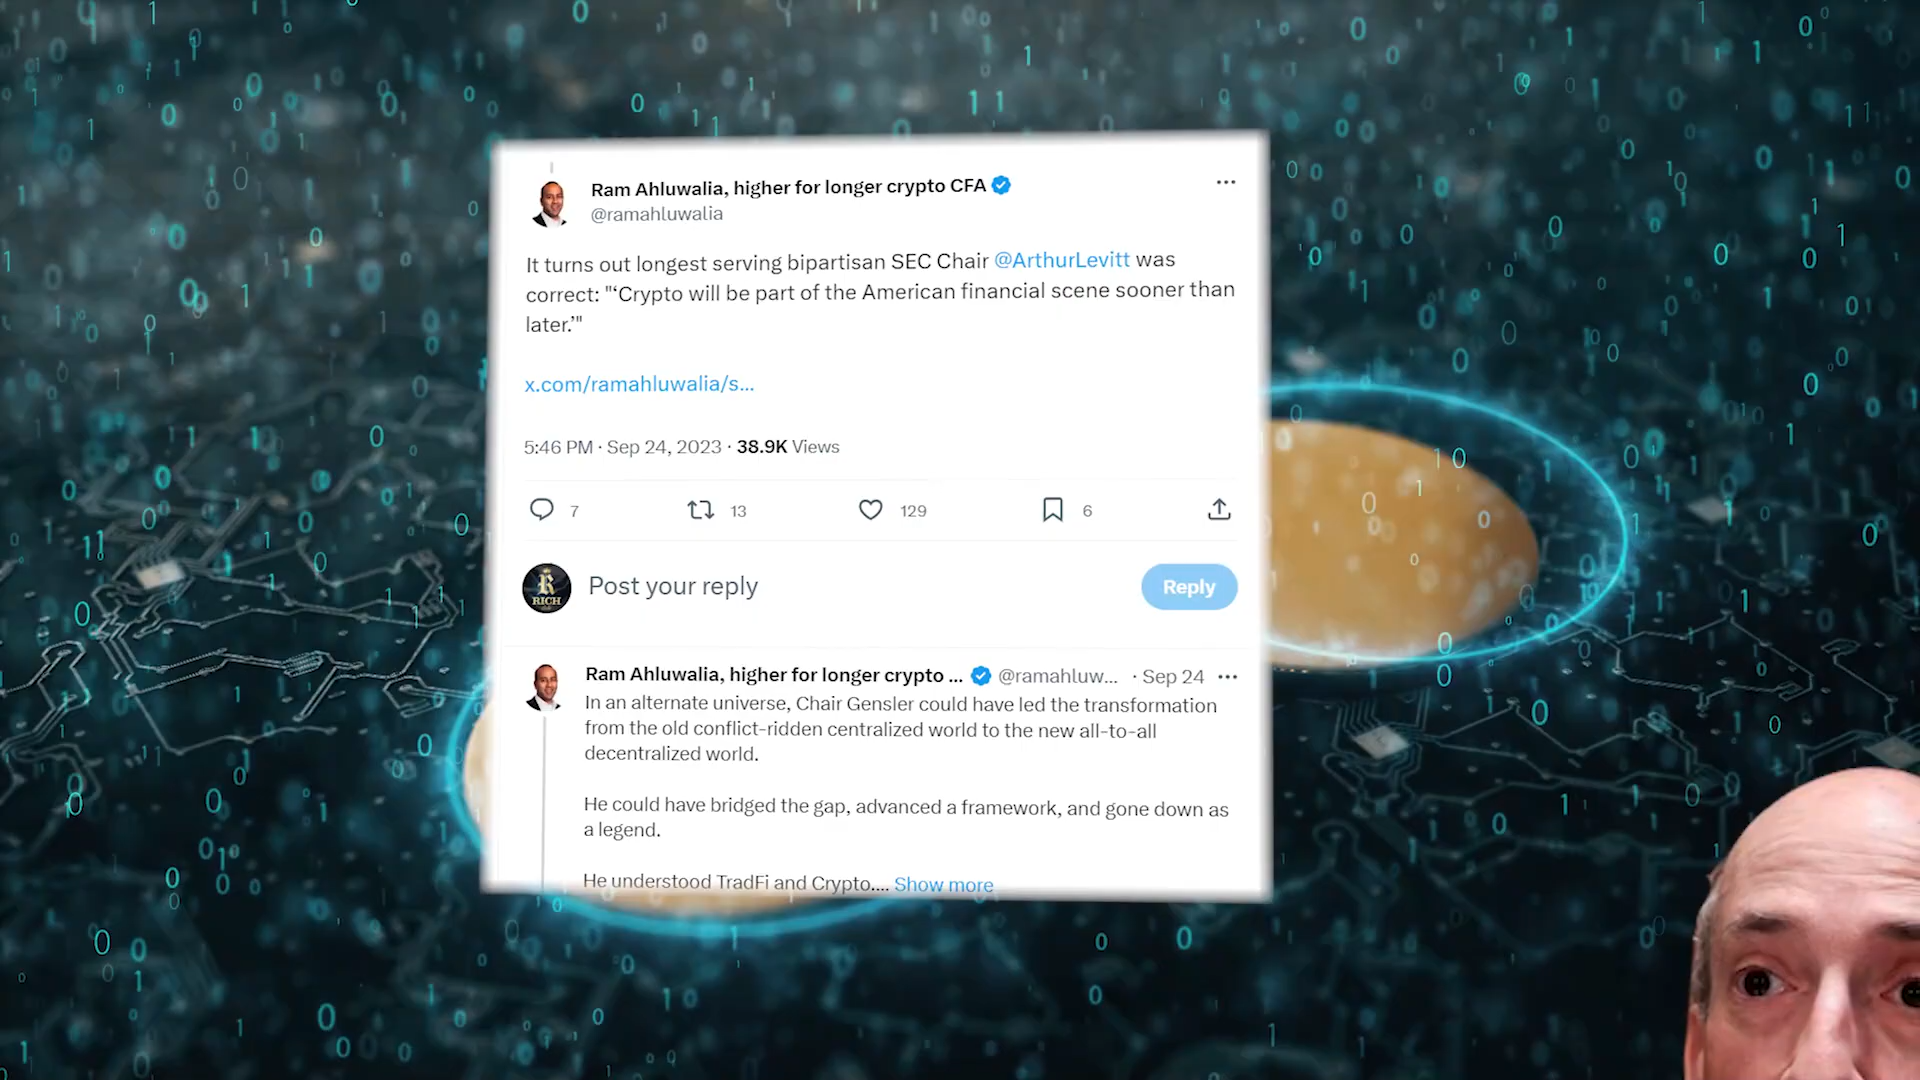 Ram Ahluwalia, higher for longer crypto CFA
@ramahluwalia
It turns out longest serving bipartisan SEC Chair @ArthurLevitt was
correct: "‘Crypto will be part of the American financial scene sooner than
later.’"
x.com/ramahluwalia/s...
5:46 PM · Sep 24, 2023 · 38.9K Views
7 13 129 6
RICH
Post your reply
Reply
Ram Ahluwalia, higher for longer crypto ... @ramahluw... · Sep 24
In an alternate universe, Chair Gensler could have led the transformation
from the old conflict-ridden centralized world to the new all-to-all
decentralized world.
He could have bridged the gap, advanced a framework, and gone down as
a legend.
He understood TradFi and Crypto.... Show more